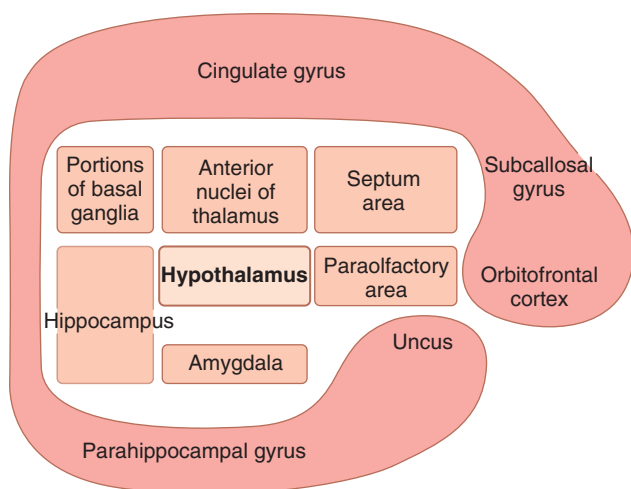 Cingulate gyrus
Portions
of basal
ganglia
Anterior
nuclei of
thalamus
Septum
area
Subcallosal
gyrus
Hypothalamus
Paraolfactory
area
Orbitofrontal
cortex
Hippocampus
Uncus
Amygdala
Parahippocampal gyrus